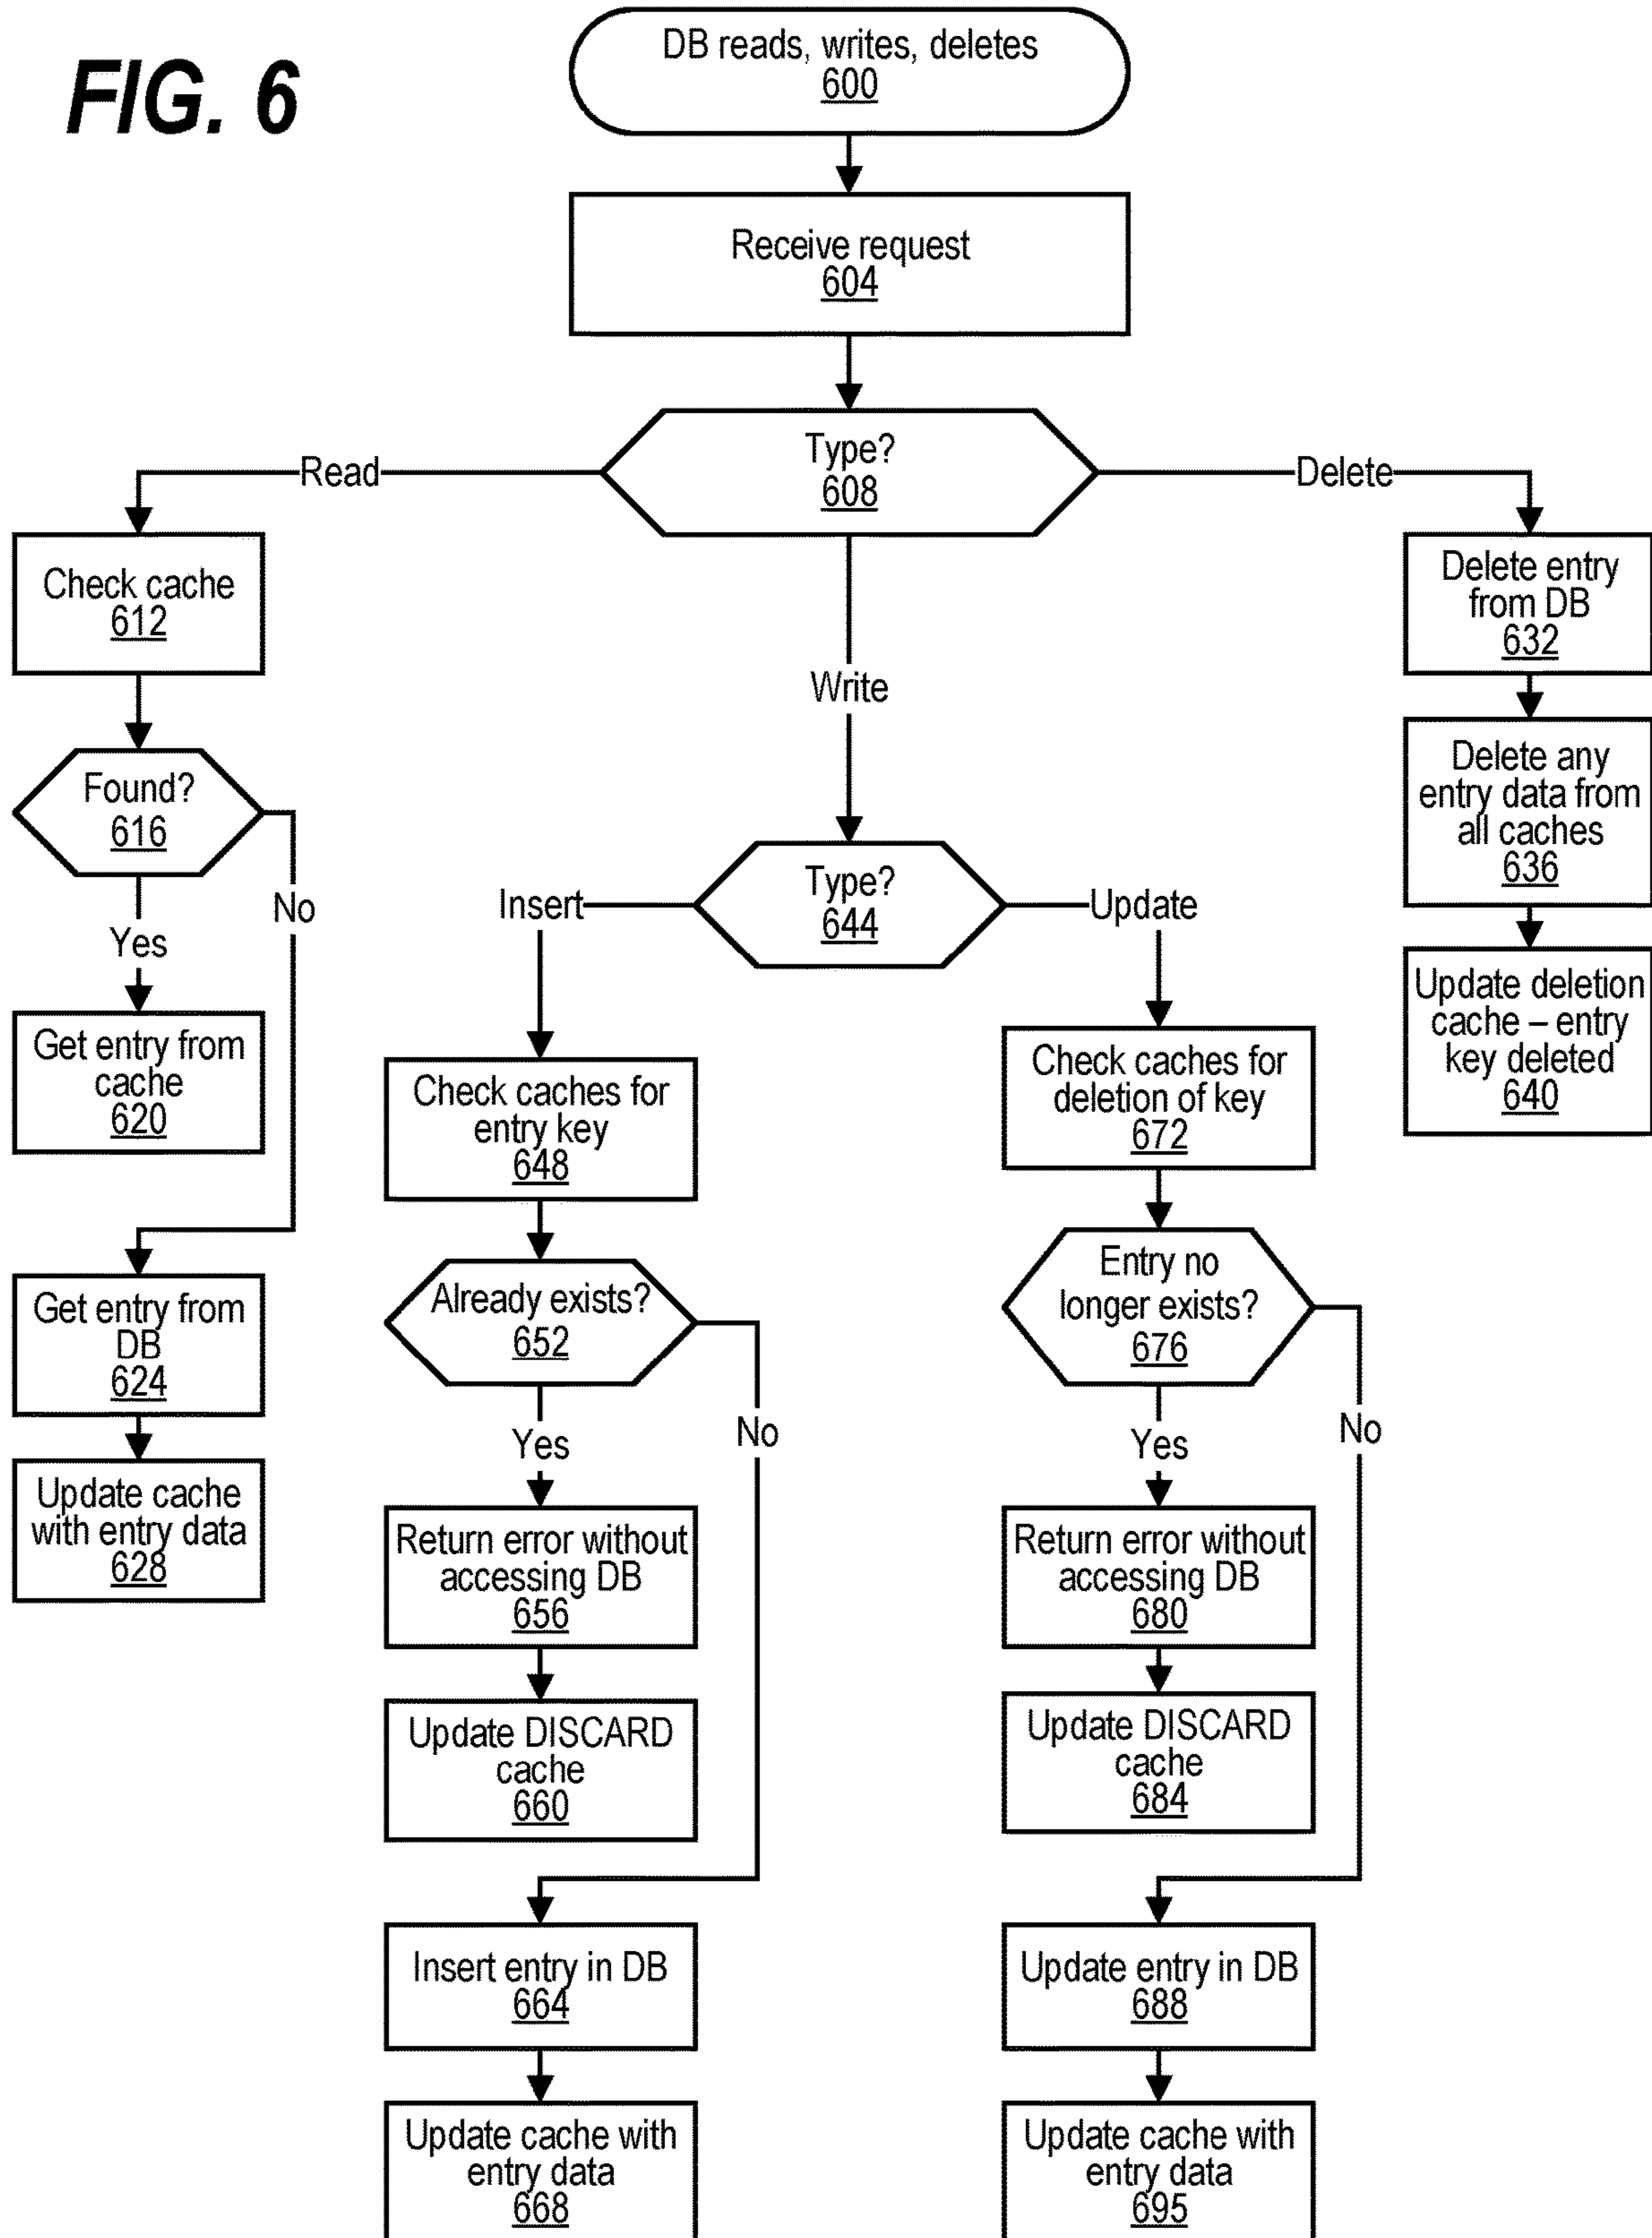 FIG. 6
DB reads, writes, deletes
600
Receive request
604
Type?
608
Read
Write
Delete
Check cache
612
Found?
616
Yes
No
Get entry from
cache
620
Get entry from
DB
624
Update cache
with entry data
628
Delete entry
from DB
632
Delete any
entry data from
all caches
636
Update deletion
cache – entry
key deleted
640
Type?
644
Insert
Update
Check caches for
entry key
648
Already exists?
652
Yes
No
Return error without
accessing DB
656
Update DISCARD
cache
660
Insert entry in DB
664
Update cache with
entry data
668
Check caches for
deletion of key
672
Entry no
longer exists?
676
Yes
No
Return error without
accessing DB
680
Update DISCARD
cache
684
Update entry in DB
688
Update cache with
entry data
695